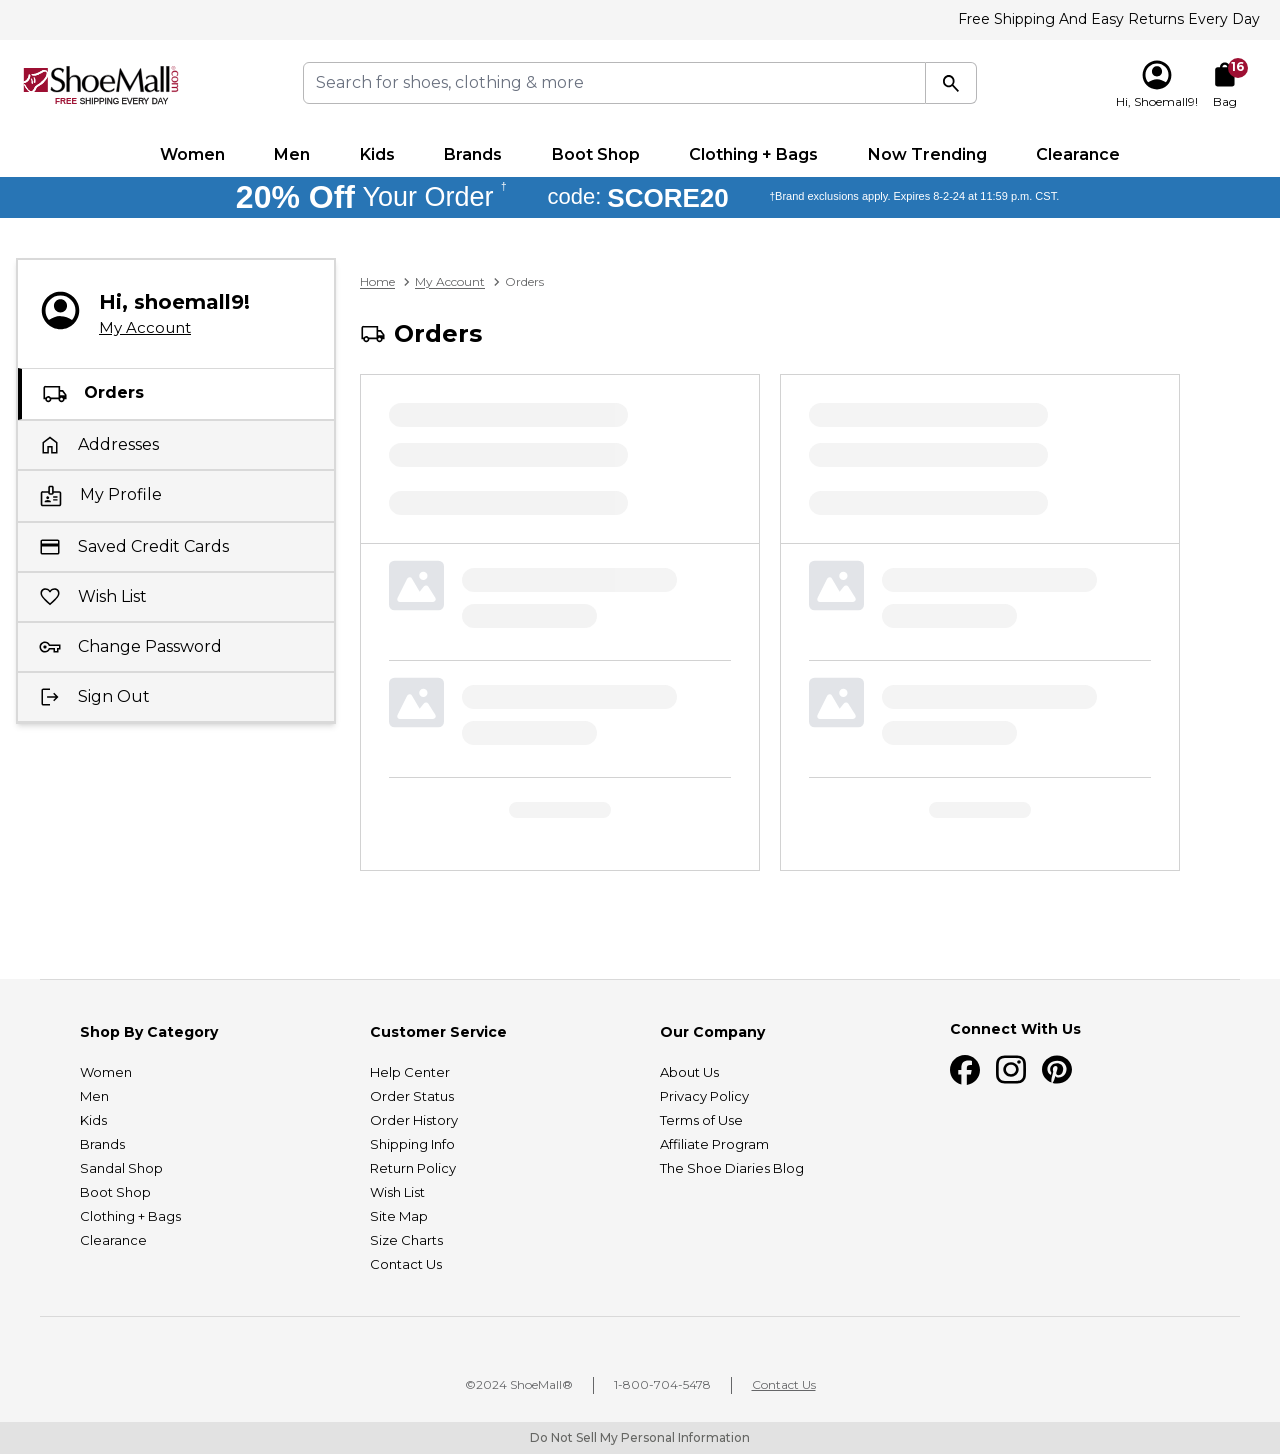 Free Shipping And Easy Returns Every Day
ShoeMall.com®
FREE SHIPPING EVERY DAY
Search for shoes, clothing & more
Hi, Shoemall9!
16
Bag
Women Men Kids Brands Boot Shop Clothing + Bags Now Trending Clearance
20% Off Your Order † code: SCORE20 †Brand exclusions apply. Expires 8-2-24 at 11:59 p.m. CST.
Hi, shoemall9!
My Account
Orders
Addresses
My Profile
Saved Credit Cards
Wish List
Change Password
Sign Out
Home > My Account > Orders
Orders
Shop By Category
Women
Men
Kids
Brands
Sandal Shop
Boot Shop
Clothing + Bags
Clearance
Customer Service
Help Center
Order Status
Order History
Shipping Info
Return Policy
Wish List
Site Map
Size Charts
Contact Us
Our Company
About Us
Privacy Policy
Terms of Use
Affiliate Program
The Shoe Diaries Blog
Connect With Us
©2024 ShoeMall® 1-800-704-5478 Contact Us
Do Not Sell My Personal Information